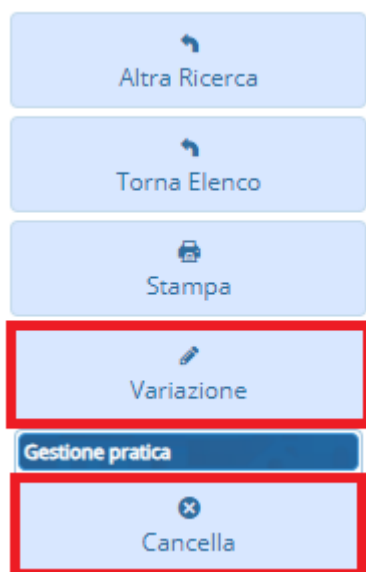 Altra Ricerca
Torna Elenco
Stampa
Variazione
Gestione pratica
Cancella